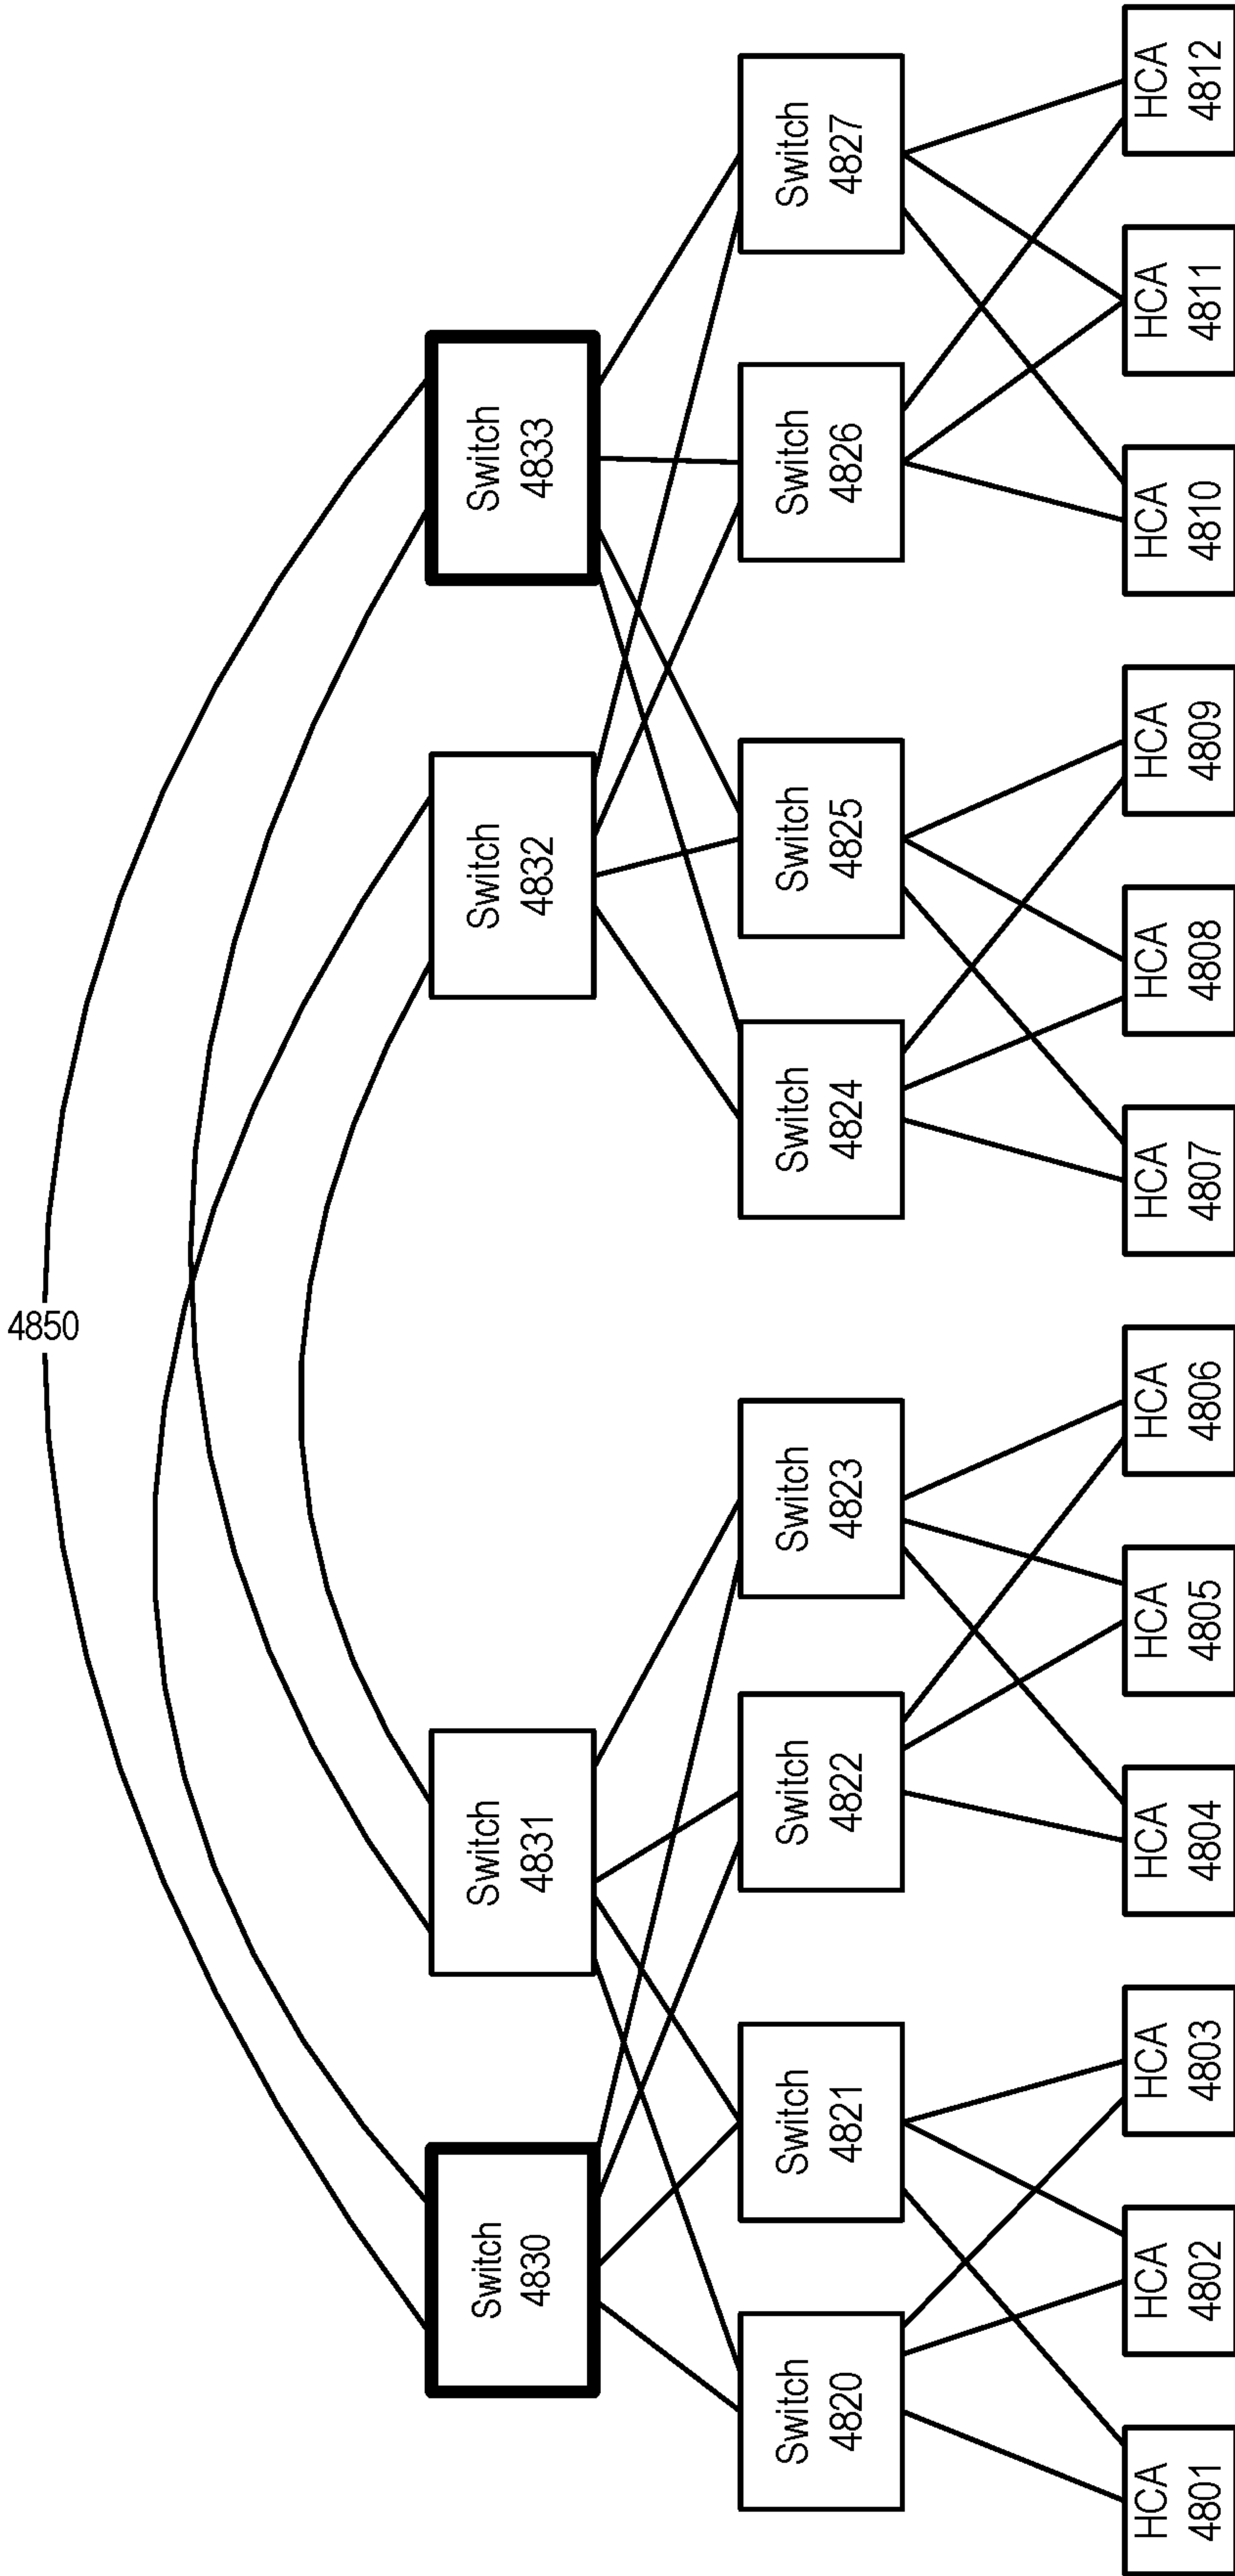 4850
Switch
4830
Switch
4831
Switch
4832
Switch
4833
Switch
4820
Switch
4821
Switch
4822
Switch
4823
Switch
4824
Switch
4825
Switch
4826
Switch
4827
HCA
4801
HCA
4802
HCA
4803
HCA
4804
HCA
4805
HCA
4806
HCA
4807
HCA
4808
HCA
4809
HCA
4810
HCA
4811
HCA
4812